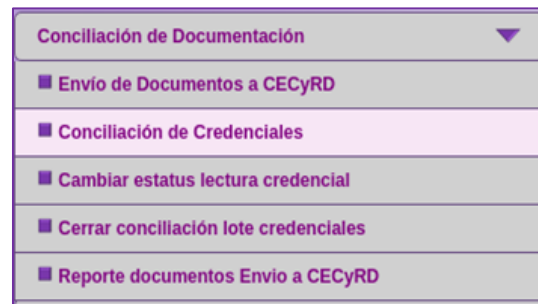 Conciliación de Documentación
Envío de Documentos a CECyRD
Conciliación de Credenciales
Cambiar estatus lectura credencial
Cerrar conciliación lote credenciales
Reporte documentos Envio a CECyRD